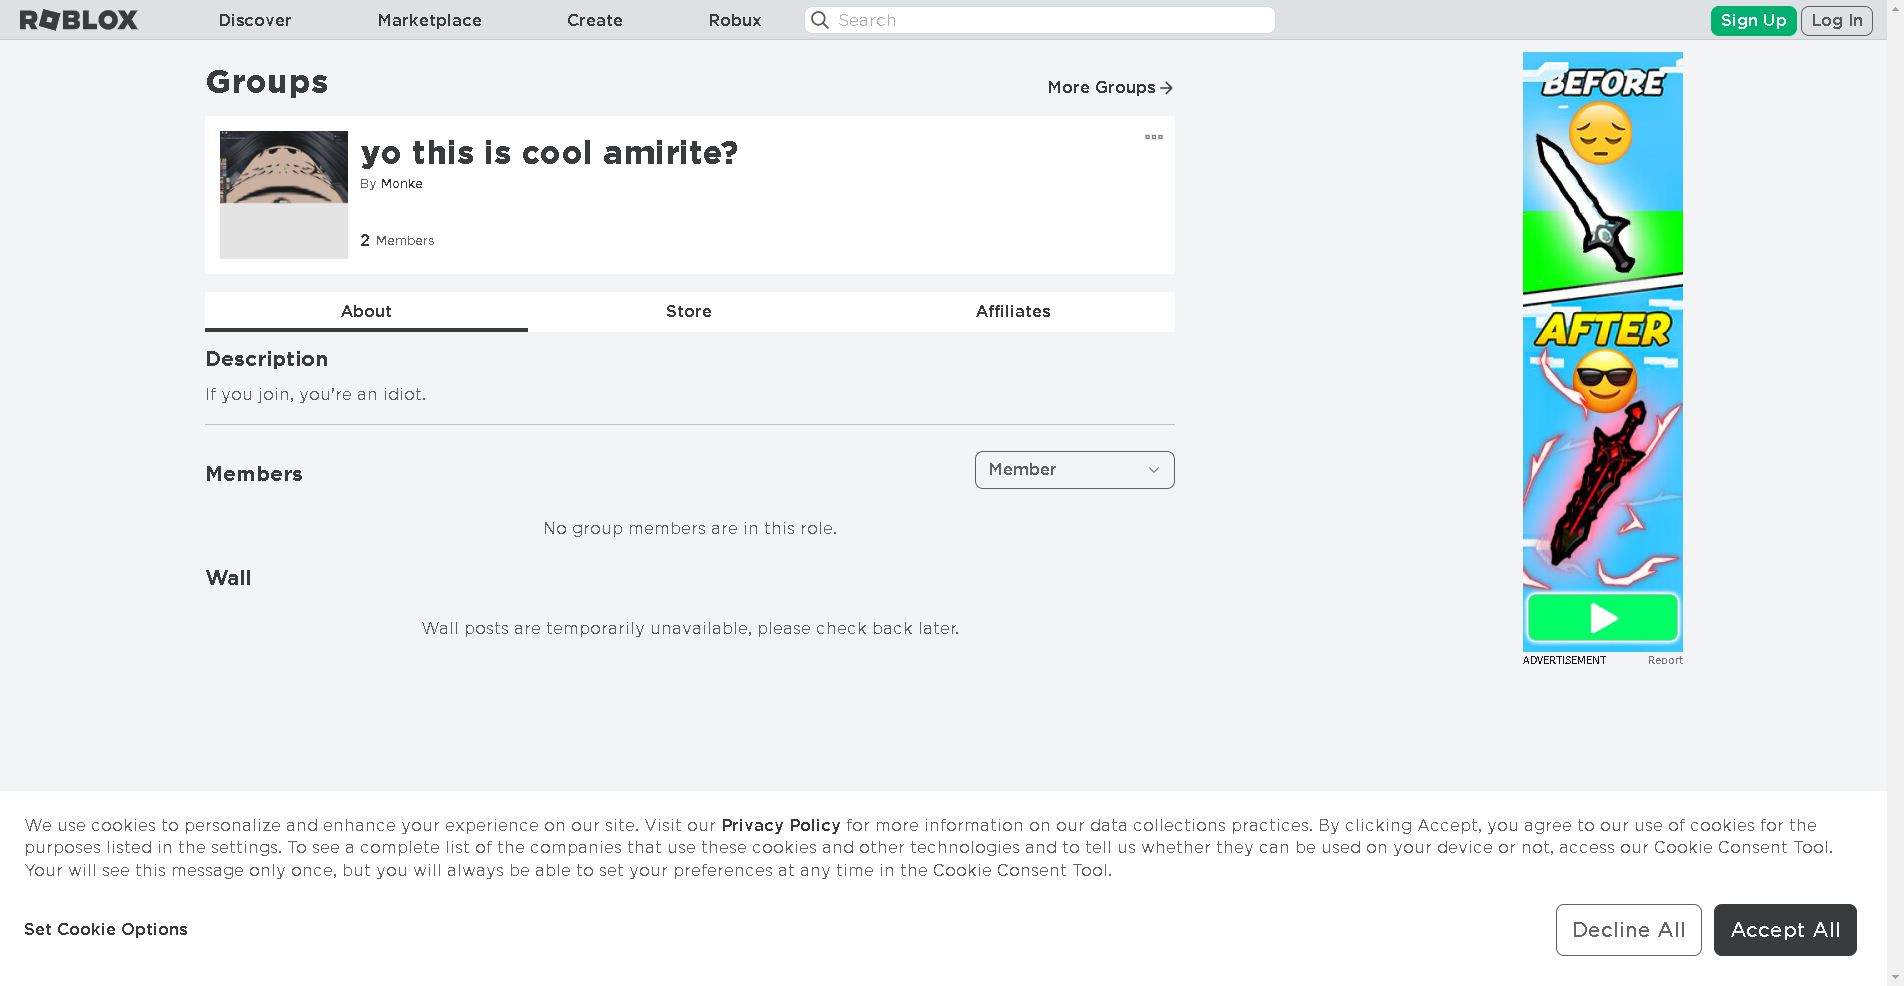 ROBLOX
Discover
Marketplace
Create
Robux
Search
Sign Up
Log In
Groups
More Groups
yo this is cool amirite?
By Monke
2 Members
About
Store
Affiliates
Description
If you join, you're an idiot.
Members
Member
No group members are in this role.
Wall
Wall posts are temporarily unavailable, please check back later.
BEFORE
AFTER
ADVERTISEMENT
Report
We use cookies to personalize and enhance your experience on our site. Visit our Privacy Policy for more information on our data collections practices. By clicking Accept, you agree to our use of cookies for the
purposes listed in the settings. To see a complete list of the companies that use these cookies and other technologies and to tell us whether they can be used on your device or not, access our Cookie Consent Tool.
Your will see this message only once, but you will always be able to set your preferences at any time in the Cookie Consent Tool.
Set Cookie Options
Decline All
Accept All